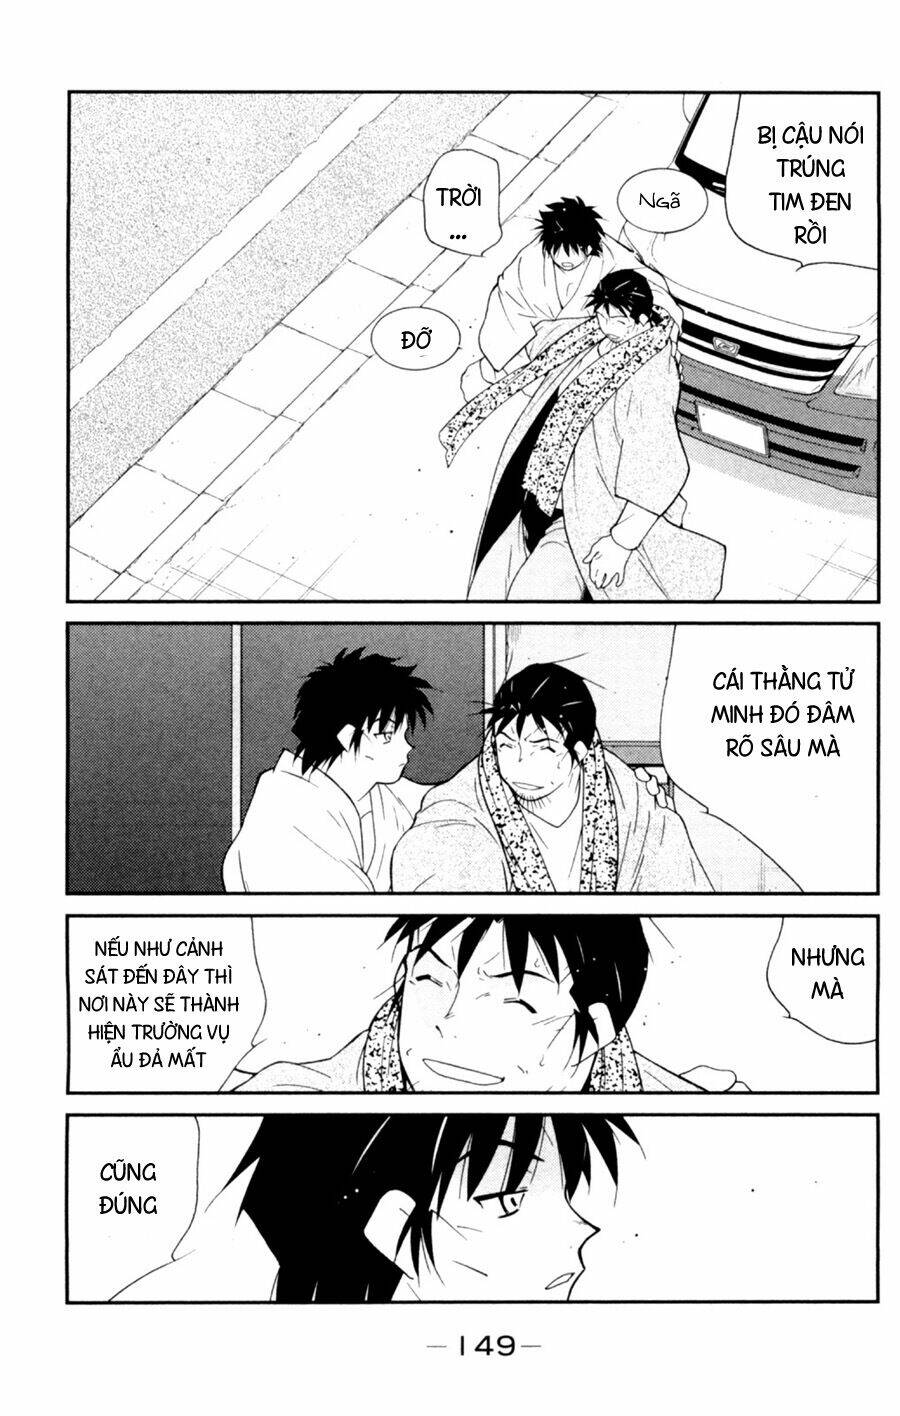 BỊ CẬU NÓI
TRÚNG
TIM ĐEN
RỒI
NGÃ
TRỜI
...
ĐỠ
CÁI THẰNG TỬ
MINH ĐÓ ĐÂM
RÕ SÂU MÀ
NHƯNG
MÀ
NẾU NHƯ CẢNH
SÁT ĐẾN ĐÂY THÌ
NƠI NÀY SẼ THÀNH
HIỆN TRƯỜNG VỤ
ẨU ĐẢ MẤT
CŨNG
ĐÚNG
—149—